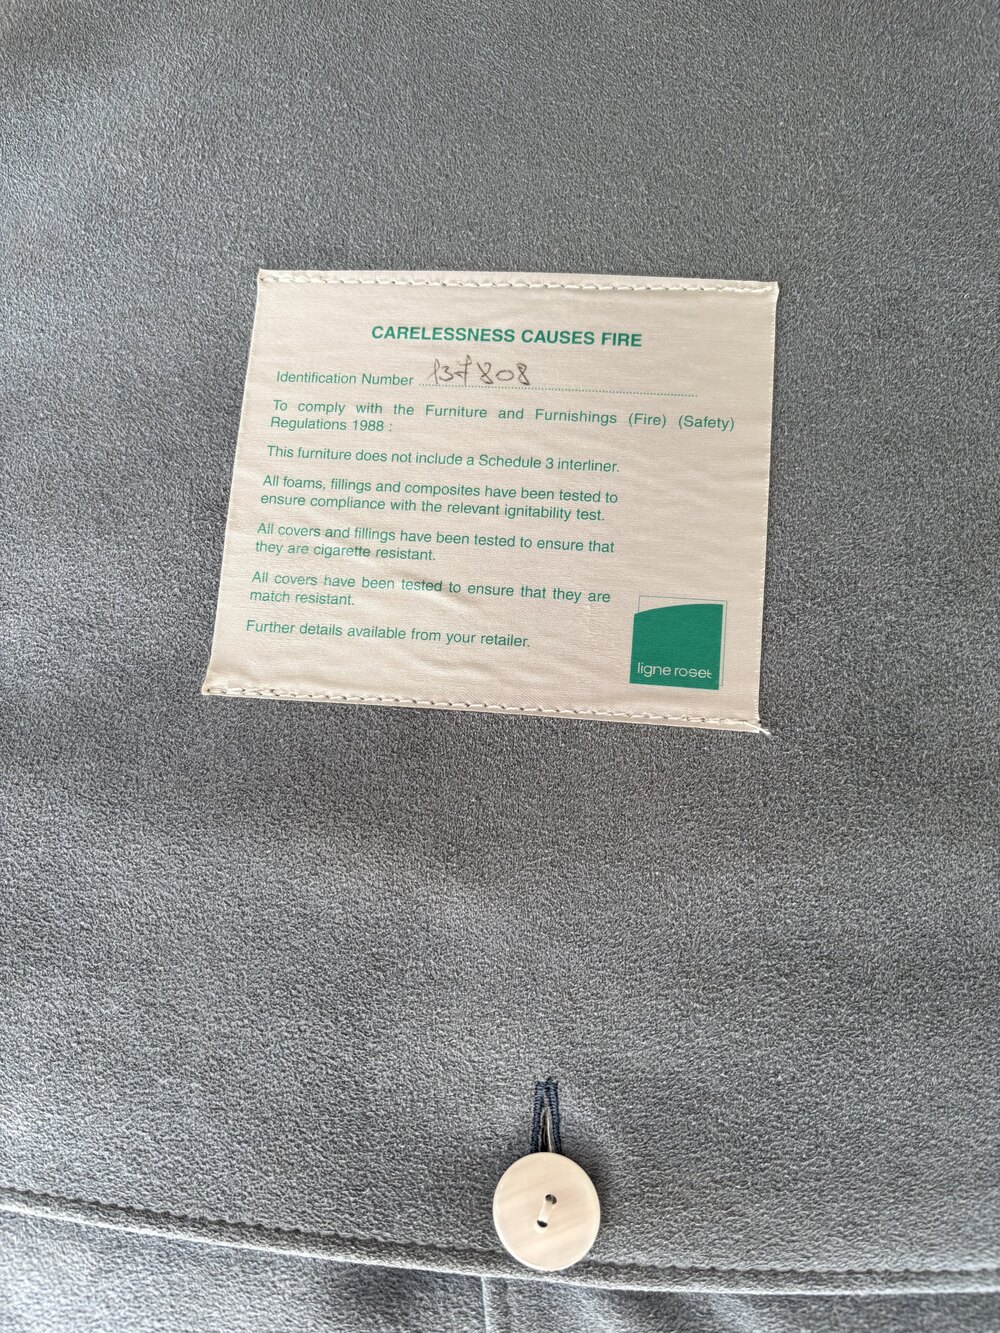 CARELESSNESS CAUSES FIRE
Identification Number 137808
To comply with the Furniture and Furnishings (Fire) (Safety)
Regulations 1988 :
This furniture does not include a Schedule 3 interliner.
All foams, fillings and composites have been tested to
ensure compliance with the relevant ignitability test.
All covers and fillings have been tested to ensure that
they are cigarette resistant.
All covers have been tested to ensure that they are
match resistant.
Further details available from your retailer.
ligne roset